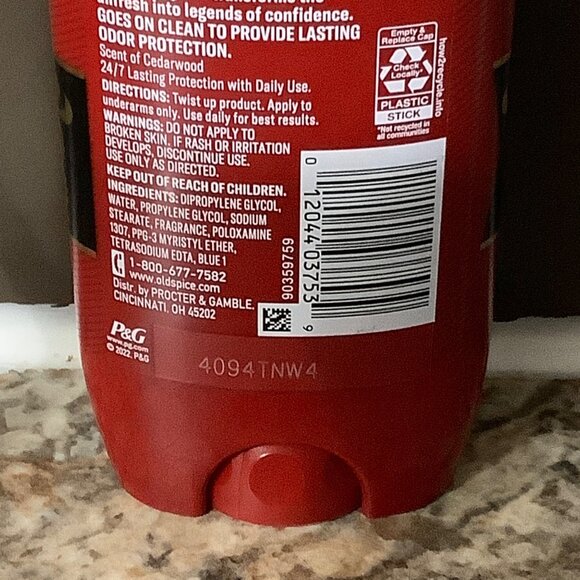 unfresh into legends of confidence.
GOES ON CLEAN TO PROVIDE LASTING
ODOR PROTECTION.
Scent of Cedarwood
24/7 Lasting Protection with Daily Use.
DIRECTIONS: Twist up product. Apply to
underarms only. Use daily for best results.
WARNINGS: DO NOT APPLY TO
BROKEN SKIN. IF RASH OR IRRITATION
DEVELOPS, DISCONTINUE USE.
USE ONLY AS DIRECTED.
KEEP OUT OF REACH OF CHILDREN.
INGREDIENTS: DIPROPYLENE GLYCOL,
WATER, PROPYLENE GLYCOL, SODIUM
STEARATE, FRAGRANCE, POLOXAMINE
1307, PPG-3 MYRISTYL ETHER,
TETRASODIUM EDTA, BLUE 1
1-800-677-7582
www.oldspice.com
Distr. by PROCTER & GAMBLE,
CINCINNATI, OH 45202
P&G
www.pg.com
© 2022, P&G
Empty &
Replace Cap
Check
Locally*
PLASTIC
STICK
*Not recycled in
all communities
how2recycle.info
90359759
0 12044 03753 9
4094TNW4